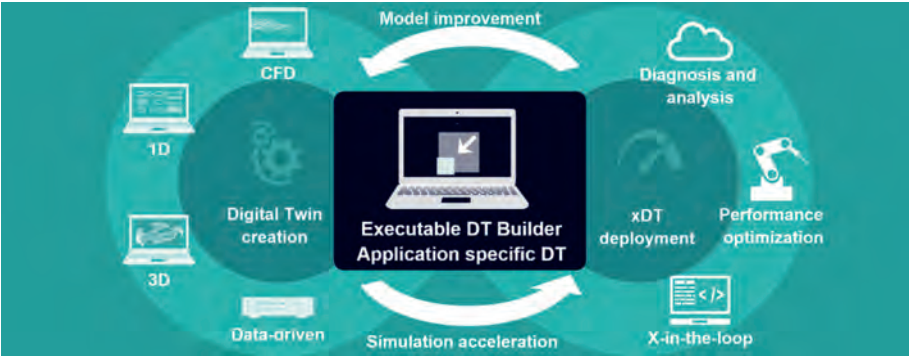 Model improvement
CFD
1D
3D
Data-driven
Digital Twin
creation
Executable DT Builder
Application specific DT
xDT
deployment
Diagnosis and
analysis
Performance
optimization
</>
X-in-the-loop
Simulation acceleration